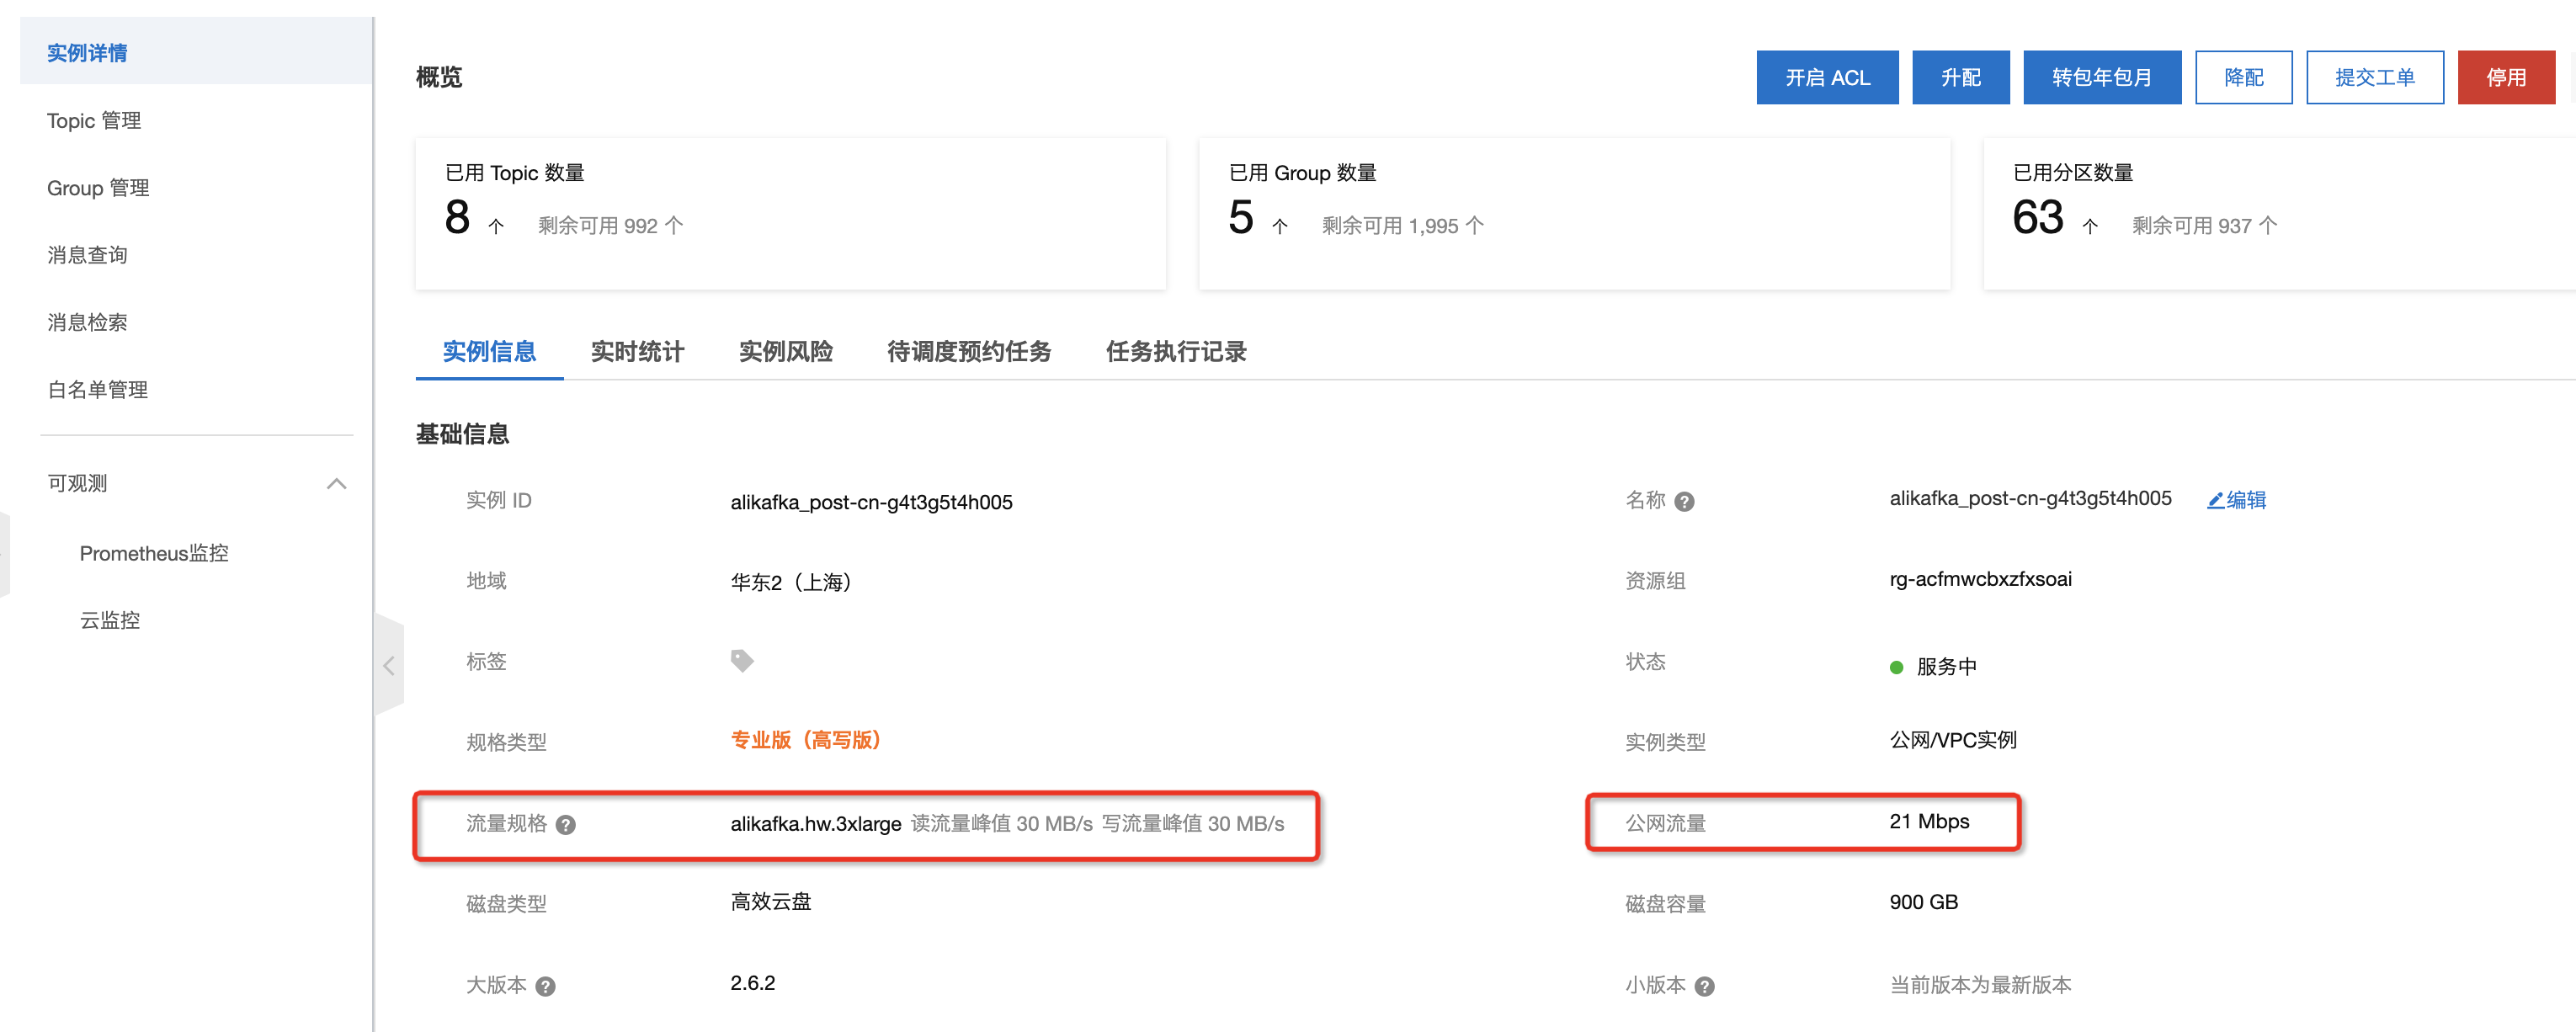 实例详情
Topic 管理
Group 管理
消息查询
消息检索
白名单管理
可观测
Prometheus监控
云监控
概览
开启 ACL
升配
转包年包月
降配
提交工单
停用
已用 Topic 数量
8 个 剩余可用 992 个
已用 Group 数量
5 个 剩余可用 1,995 个
已用分区数量
63 个 剩余可用 937 个
实例信息 实时统计 实例风险 待调度预约任务 任务执行记录
基础信息
实例 ID alikafka_post-cn-g4t3g5t4h005
名称 alikafka_post-cn-g4t3g5t4h005 编辑
地域 华东2（上海）
资源组 rg-acfmwcbxzfxsoai
标签
状态 服务中
规格类型 专业版（高写版）
实例类型 公网/VPC实例
流量规格 alikafka.hw.3xlarge 读流量峰值 30 MB/s 写流量峰值 30 MB/s
公网流量 21 Mbps
磁盘类型 高效云盘
磁盘容量 900 GB
大版本 2.6.2
小版本 当前版本为最新版本